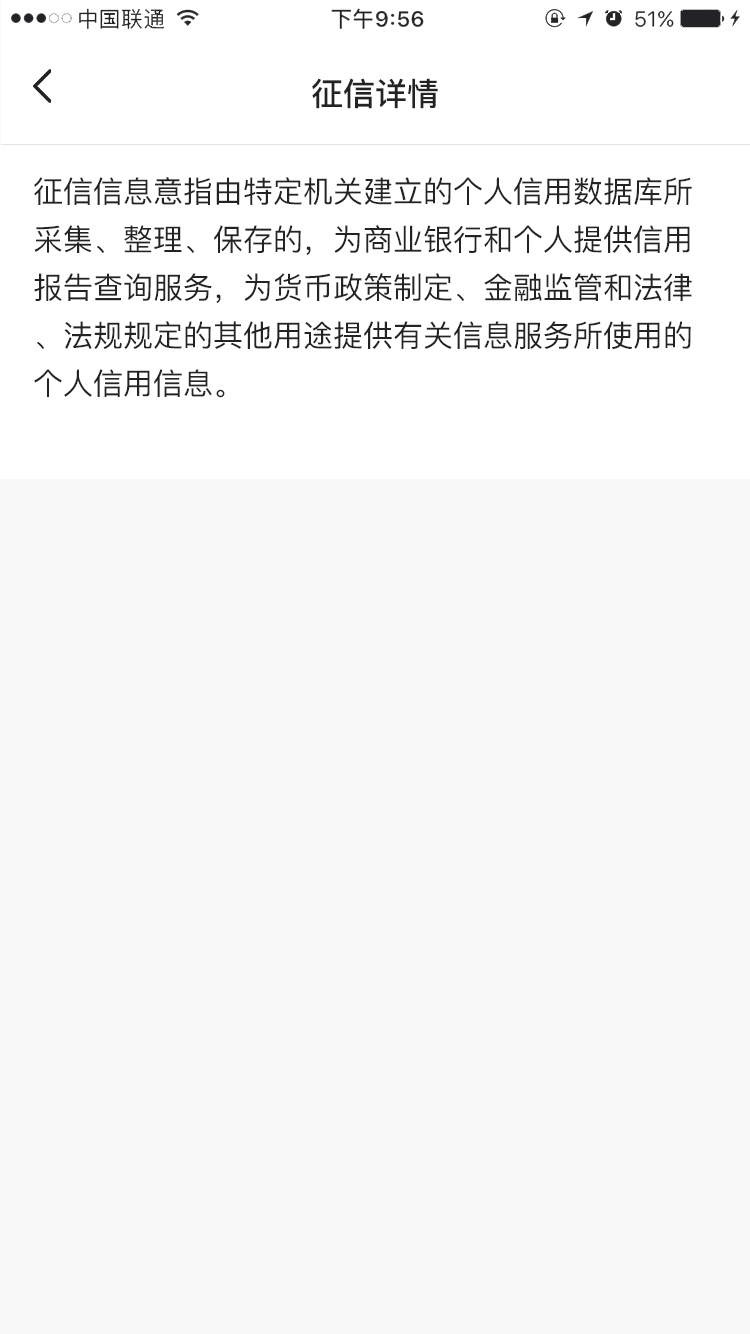 中国联通 下午9:56 51%
征信详情
征信信息意指由特定机关建立的个人信用数据库所
采集、整理、保存的，为商业银行和个人提供信用
报告查询服务，为货币政策制定、金融监管和法律
、法规规定的其他用途提供有关信息服务所使用的
个人信用信息。